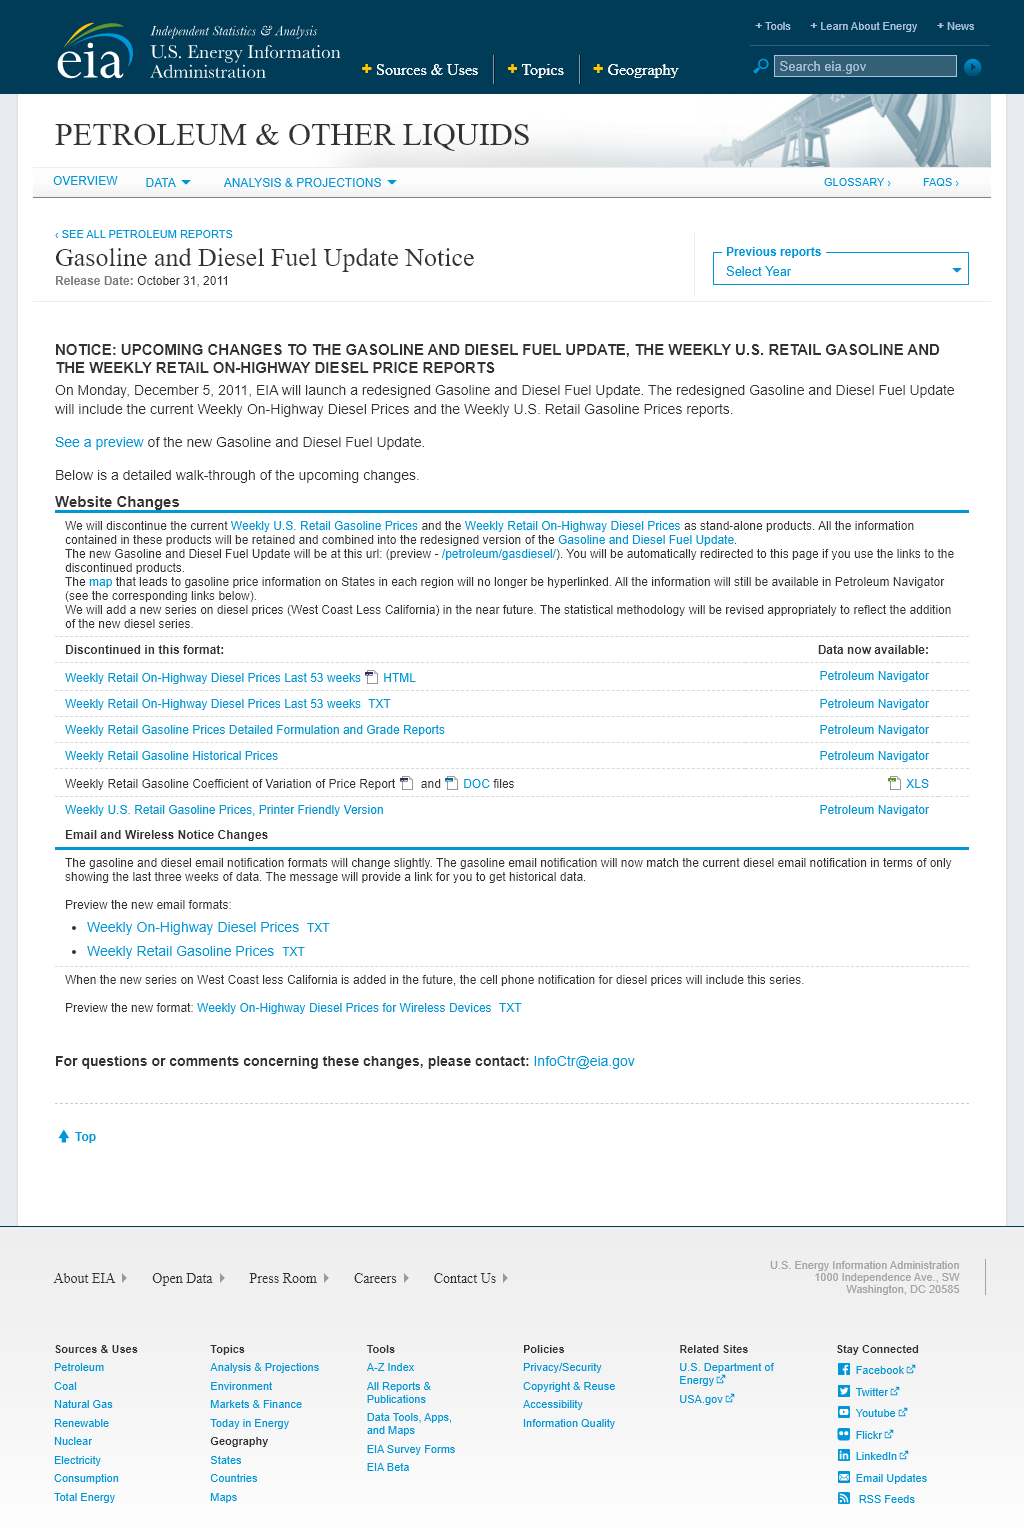 Independent Statistics & Analysis
U.S. Energy Information
Administration
eia
+ Tools
+ Learn About Energy
+ News
+ Sources & Uses
+ Topics
+ Geography
Search eia.gov
PETROLEUM & OTHER LIQUIDS
OVERVIEW
DATA
ANALYSIS & PROJECTIONS
GLOSSARY ›
FAQS ›
‹ SEE ALL PETROLEUM REPORTS
Gasoline and Diesel Fuel Update Notice
Release Date: October 31, 2011
Previous reports
Select Year
NOTICE: UPCOMING CHANGES TO THE GASOLINE AND DIESEL FUEL UPDATE, THE WEEKLY U.S. RETAIL GASOLINE AND
THE WEEKLY RETAIL ON-HIGHWAY DIESEL PRICE REPORTS
On Monday, December 5, 2011, EIA will launch a redesigned Gasoline and Diesel Fuel Update. The redesigned Gasoline and Diesel Fuel Update
will include the current Weekly On-Highway Diesel Prices and the Weekly U.S. Retail Gasoline Prices reports.
See a preview of the new Gasoline and Diesel Fuel Update.
Below is a detailed walk-through of the upcoming changes.
Website Changes
We will discontinue the current Weekly U.S. Retail Gasoline Prices and the Weekly Retail On-Highway Diesel Prices as stand-alone products. All the information
contained in these products will be retained and combined into the redesigned version of the Gasoline and Diesel Fuel Update.
The new Gasoline and Diesel Fuel Update will be at this url: (preview - /petroleum/gasdiesel/). You will be automatically redirected to this page if you use the links to the
discontinued products.
The map that leads to gasoline price information on States in each region will no longer be hyperlinked. All the information will still be available in Petroleum Navigator
(see the corresponding links below).
We will add a new series on diesel prices (West Coast Less California) in the near future. The statistical methodology will be revised appropriately to reflect the addition
of the new diesel series.
Discontinued in this format: Data now available:
Weekly Retail On-Highway Diesel Prices Last 53 weeks HTML Petroleum Navigator
Weekly Retail On-Highway Diesel Prices Last 53 weeks TXT Petroleum Navigator
Weekly Retail Gasoline Prices Detailed Formulation and Grade Reports Petroleum Navigator
Weekly Retail Gasoline Historical Prices Petroleum Navigator
Weekly Retail Gasoline Coefficient of Variation of Price Report and DOC files XLS
Weekly U.S. Retail Gasoline Prices, Printer Friendly Version Petroleum Navigator
Email and Wireless Notice Changes
The gasoline and diesel email notification formats will change slightly. The gasoline email notification will now match the current diesel email notification in terms of only
showing the last three weeks of data. The message will provide a link for you to get historical data.
Preview the new email formats:
• Weekly On-Highway Diesel Prices TXT
• Weekly Retail Gasoline Prices TXT
When the new series on West Coast less California is added in the future, the cell phone notification for diesel prices will include this series.
Preview the new format: Weekly On-Highway Diesel Prices for Wireless Devices TXT
For questions or comments concerning these changes, please contact: InfoCtr@eia.gov
Top
About EIA
Open Data
Press Room
Careers
Contact Us
U.S. Energy Information Administration
1000 Independence Ave., SW
Washington, DC 20585
Sources & Uses
Petroleum
Coal
Natural Gas
Renewable
Nuclear
Electricity
Consumption
Total Energy
Topics
Analysis & Projections
Environment
Markets & Finance
Today in Energy
Geography
States
Countries
Maps
Tools
A-Z Index
All Reports &
Publications
Data Tools, Apps,
and Maps
EIA Survey Forms
EIA Beta
Policies
Privacy/Security
Copyright & Reuse
Accessibility
Information Quality
Related Sites
U.S. Department of
Energy
USA.gov
Stay Connected
Facebook
Twitter
Youtube
Flickr
LinkedIn
Email Updates
RSS Feeds